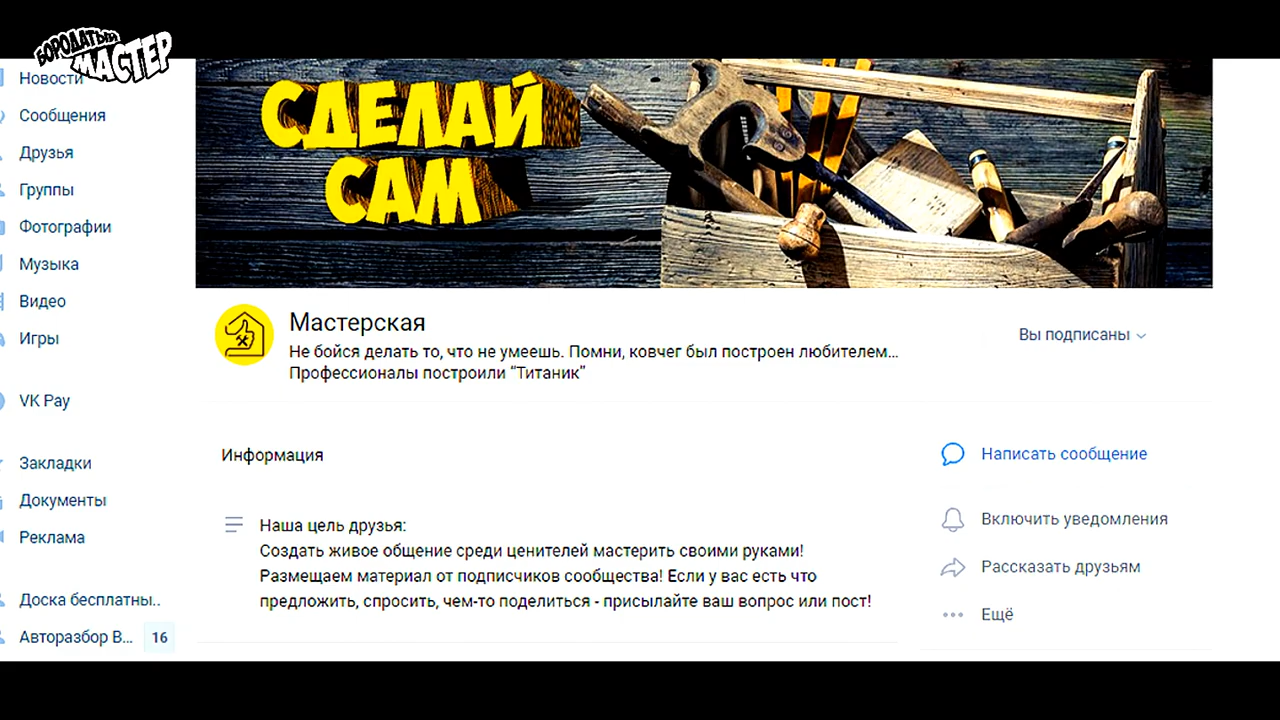 БОРОДАТЫЙ
МАСТЕР
Новости
Сообщения
Друзья
Группы
Фотографии
Музыка
Видео
Игры
VK Pay
Закладки
Документы
Реклама
Доска бесплатны..
Авторазбор В... 16
СДЕЛАЙ
САМ
Мастерская
Не бойся делать то, что не умеешь. Помни, ковчег был построен любителем...
Профессионалы построили “Титаник”
Вы подписаны
Информация
Наша цель друзья:
Создать живое общение среди ценителей мастерить своими руками!
Размещаем материал от подписчиков сообщества! Если у вас есть что
предложить, спросить, чем-то поделиться - присылайте ваш вопрос или пост!
Написать сообщение
Включить уведомления
Рассказать друзьям
Ещё